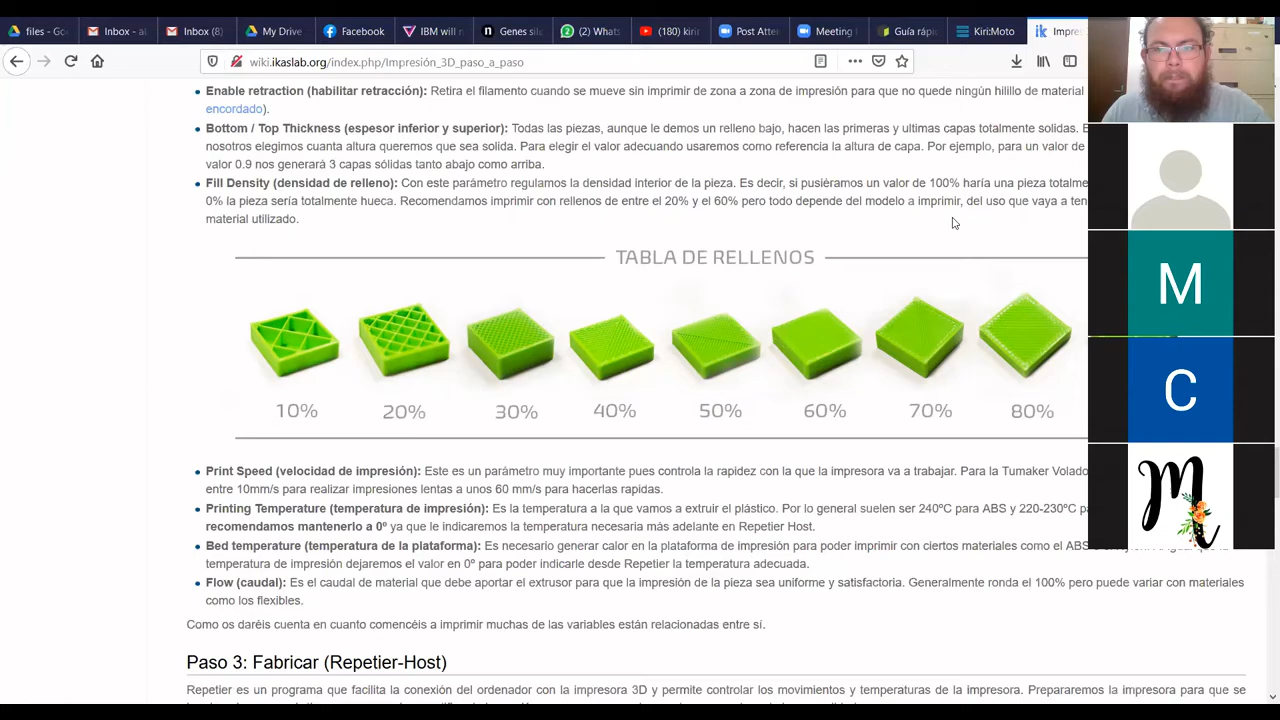 files - Go
Inbox - al
Inbox (8)
My Drive
Facebook
IBM will r
Genes sil
(2) Whats
(180) kiri
Post Atten
Meeting
Guía rápi
Kiri:Moto
Impres
wiki.ikaslab.org/index.php/Impresión_3D_paso_a_paso
Enable retraction (habilitar retracción): Retira el filamento cuando se mueve sin imprimir de zona a zona de impresión para que no quede ningún hilillo de material
encordado).
Bottom / Top Thickness (espesor inferior y superior): Todas las piezas, aunque le demos un relleno bajo, hacen las primeras y ultimas capas totalmente solidas. E
nosotros elegimos cuanta altura queremos que sea solida. Para elegir el valor adecuando usaremos como referencia la altura de capa. Por ejemplo, para un valor de
valor 0.9 nos generará 3 capas sólidas tanto abajo como arriba.
Fill Density (densidad de relleno): Con este parámetro regulamos la densidad interior de la pieza. Es decir, si pusiéramos un valor de 100% haría una pieza totalme
0% la pieza sería totalmente hueca. Recomendamos imprimir con rellenos de entre el 20% y el 60% pero todo depende del modelo a imprimir, del uso que vaya a ten
material utilizado.
TABLA DE RELLENOS
10% 20% 30% 40% 50% 60% 70% 80%
Print Speed (velocidad de impresión): Este es un parámetro muy importante pues controla la rapidez con la que la impresora va a trabajar. Para la Tumaker Volado
entre 10mm/s para realizar impresiones lentas a unos 60 mm/s para hacerlas rapidas.
Printing Temperature (temperatura de impresión): Es la temperatura a la que vamos a extruir el plástico. Por lo general suelen ser 240ºC para ABS y 220-230ºC pa
recomendamos mantenerlo a 0º ya que le indicaremos la temperatura necesaria más adelante en Repetier Host.
Bed temperature (temperatura de la plataforma): Es necesario generar calor en la plataforma de impresión para poder imprimir con ciertos materiales como el ABS
temperatura de impresión dejaremos el valor en 0º para poder indicarle desde Repetier la temperatura adecuada.
Flow (caudal): Es el caudal de material que debe aportar el extrusor para que la impresión de la pieza sea uniforme y satisfactoria. Generalmente ronda el 100% pero puede variar con materiales
como los flexibles.
Como os daréis cuenta en cuanto comencéis a imprimir muchas de las variables están relacionadas entre sí.
Paso 3: Fabricar (Repetier-Host)
Repetier es un programa que facilita la conexión del ordenador con la impresora 3D y permite controlar los movimientos y temperaturas de la impresora. Prepararemos la impresora para que se
M
C